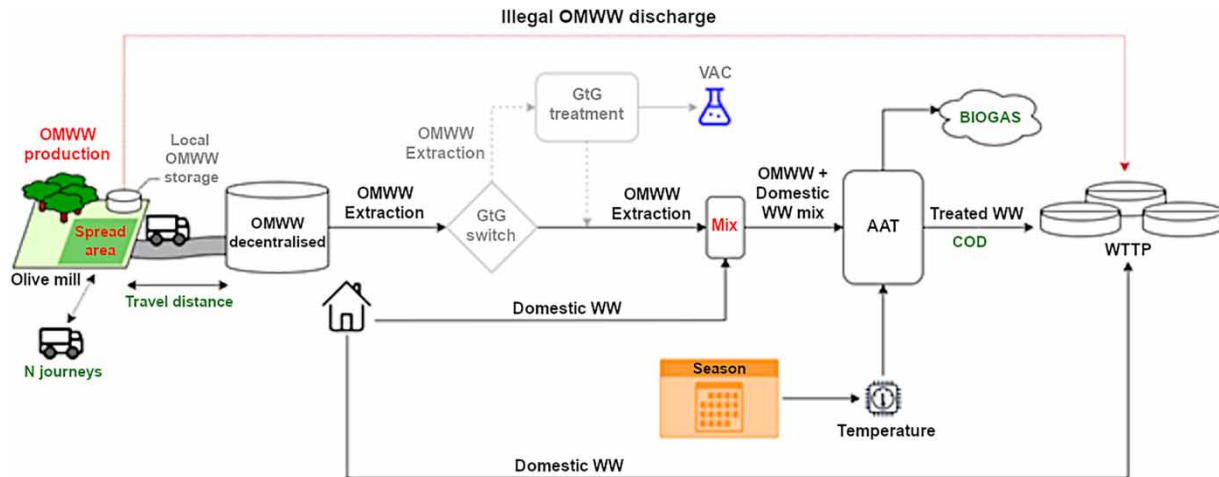 Illegal OMWW discharge
VAC
GtG
treatment
BIOGAS
OMWW
production
Local
OMWW
storage
OMWW
Extraction
OMWW +
Domestic
WW mix
OMWW
decentralised
OMWW
Extraction
GtG
switch
OMWW
Extraction
Mix
AAT
Treated WW
COD
WTTP
Spread
area
Olive mill
Travel distance
Domestic WW
N journeys
Season
Temperature
Domestic WW